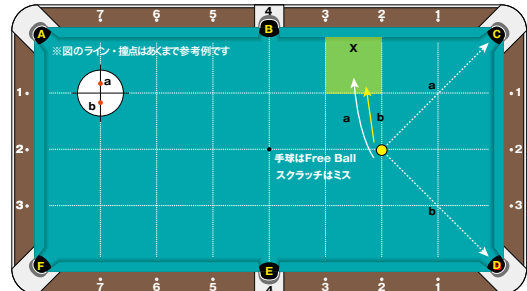 7 6 5 4 3 2 1
A B C
※図のライン・撞点はあくまで参考例です
X
a
b
1 a 1
a b
2 手球はFree Ball 2
スクラッチはミス
3 b 3
F E D
7 6 5 4 3 2 1